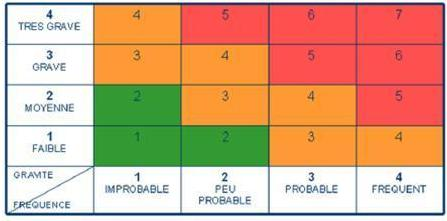 4 4 5 6 7
TRES GRAVE
3 3 4 5 6
GRAVE
2 2 3 4 5
MOYENNE
1 1 2 3 4
FAIBLE
GRAVITE 1 2 3 4
IMPROBABLE PEU PROBABLE FREQUENT
PROBABLE
FREQUENCE